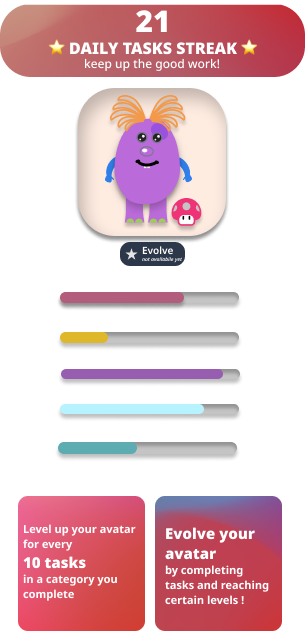 21
DAILY TASKS STREAK
keep up the good work!
Evolve
not available yet
Level up your avatar
for every
10 tasks
in a category you
complete
Evolve your
avatar
by completing
tasks and reaching
certain levels !